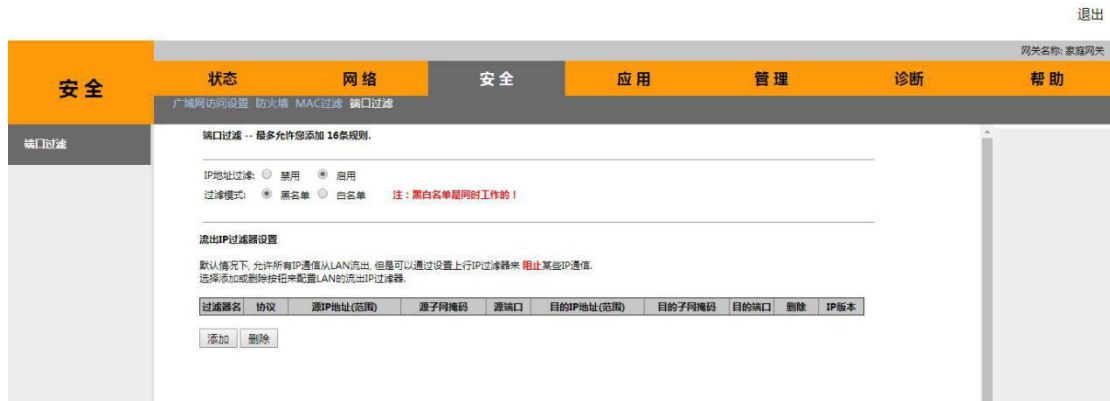 退出
网关名称: 家庭网关
安全
状态 网络 安全 应用 管理 诊断 帮助
广域网访问设置 防火墙 MAC过滤 端口过滤
端口过滤
端口过滤 -- 最多允许您添加 16条规则.
IP地址过滤: 禁用 启用
过滤模式: 黑名单 白名单 注：黑白名单是同时工作的！
流出IP过滤器设置
默认情况下, 允许所有IP通信从LAN流出, 但是可以通过设置上行IP过滤器来 阻止某些IP通信.
选择添加或删除按钮来配置LAN的流出IP过滤器.
过滤器名 协议 源IP地址(范围) 源子网掩码 源端口 目的IP地址(范围) 目的子网掩码 目的端口 删除 IP版本
添加 删除